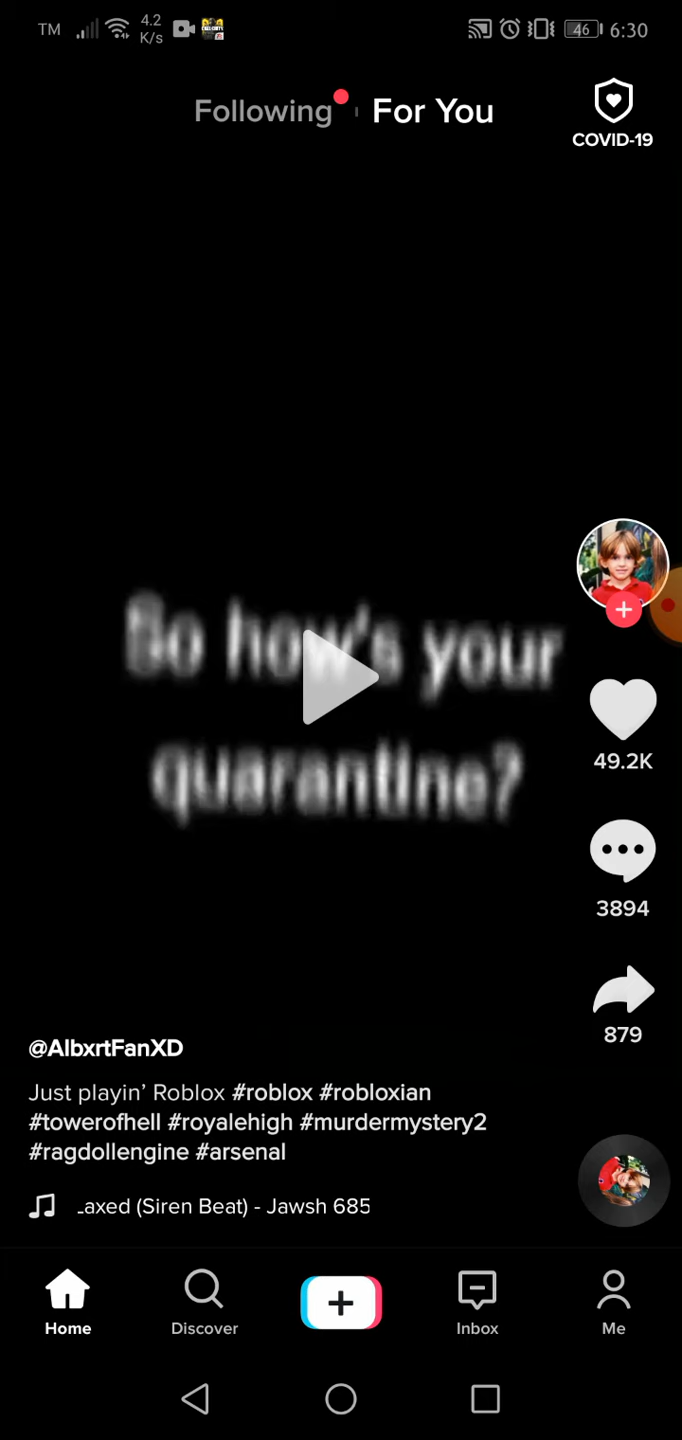 TM 4.2 K/s 46 6:30
Following For You
COVID-19
So how's your
quarantine?
49.2K
3894
879
@AlbxrtFanXD
Just playin’ Roblox #roblox #robloxian
#towerofhell #royalehigh #murdermystery2
#ragdollengine #arsenal
axed (Siren Beat) - Jawsh 685
Home Discover Inbox Me